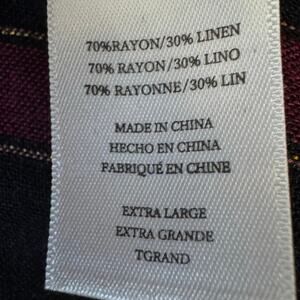 70%RAYON/30% LINEN
70% RAYON/30% LINO
70% RAYONNE/30% LIN
MADE IN CHINA
HECHO EN CHINA
FABRIQUÉ EN CHINE
EXTRA LARGE
EXTRA GRANDE
TGRAND